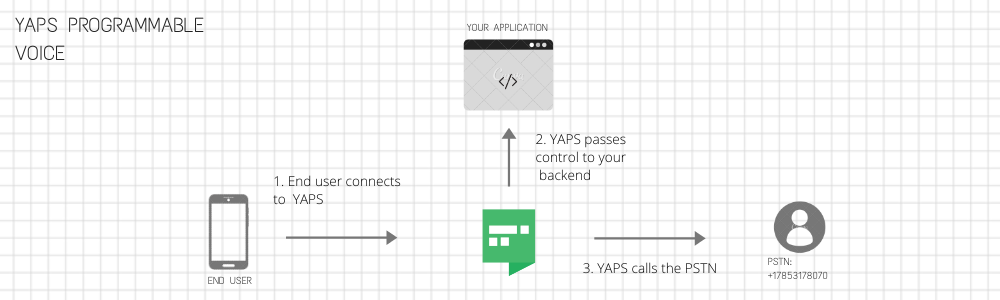 YAPS PROGRAMMABLE
VOICE
YOUR APPLICATION
</>
2. YAPS passes
control to your
backend
1. End user connects
to YAPS
3. YAPS calls the PSTN
END USER
PSTN:
+17853178070